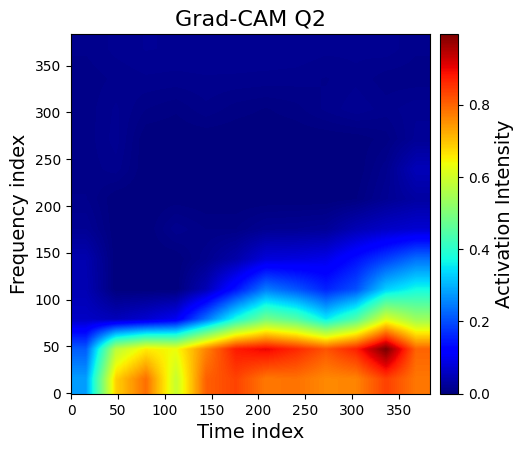 Grad-CAM Q2
Frequency index
350
300
250
200
150
100
50
0
0 50 100 150 200 250 300 350
Time index
0.8
0.6
0.4
0.2
0.0
Activation Intensity